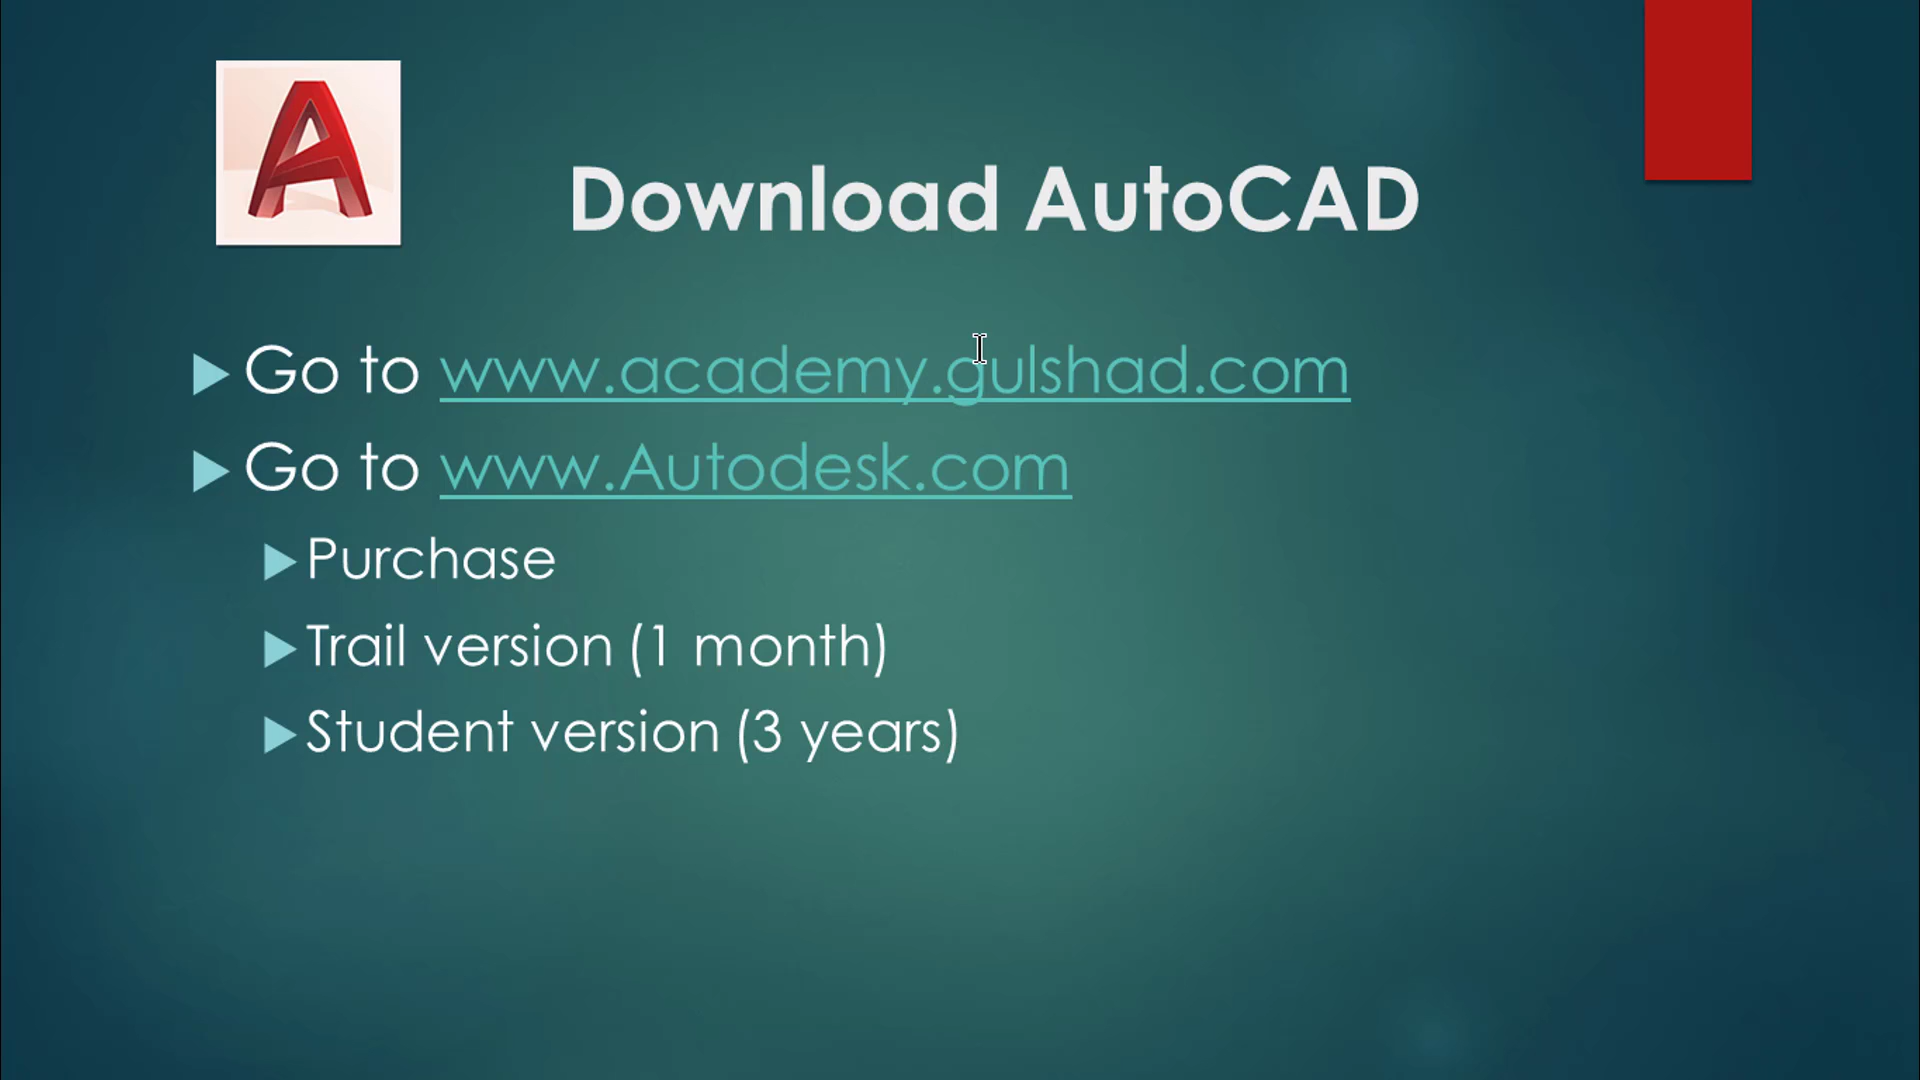 Download AutoCAD
Go to www.academy.gulshad.com
Go to www.Autodesk.com
Purchase
Trail version (1 month)
Student version (3 years)